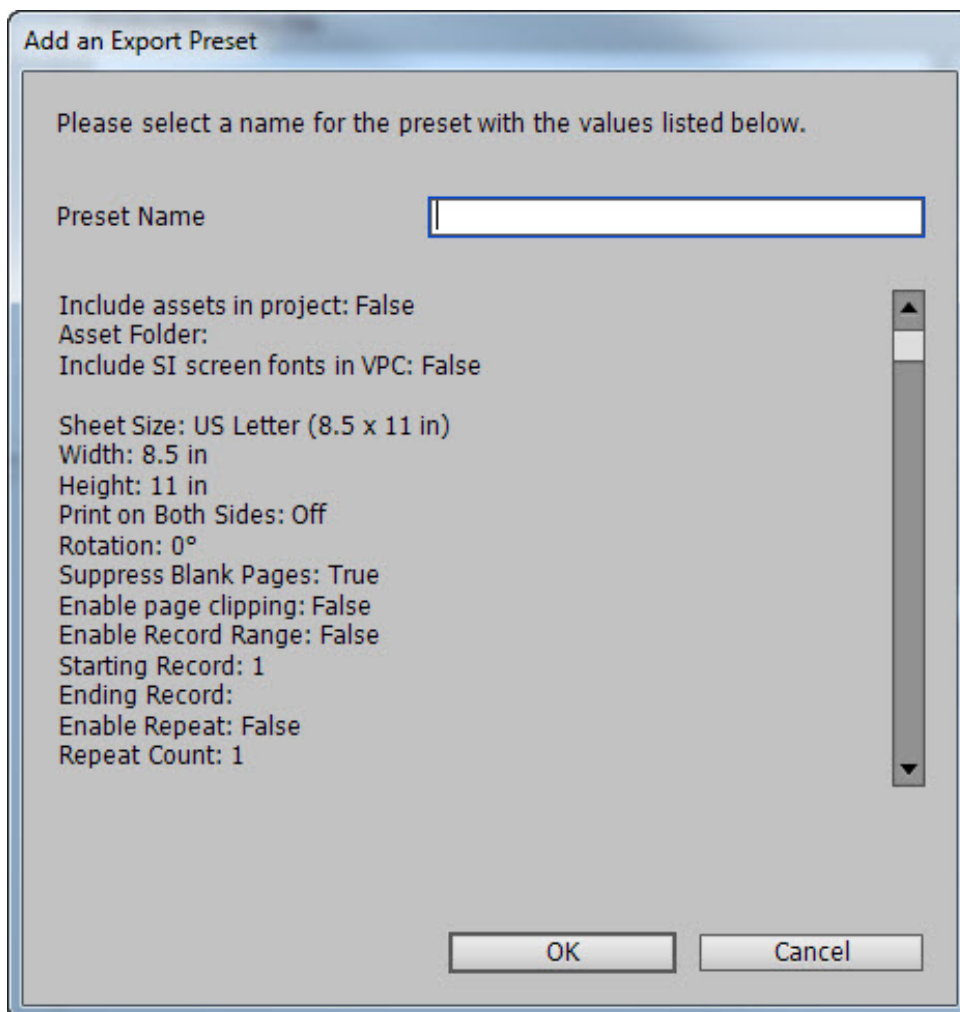 Add an Export Preset
Please select a name for the preset with the values listed below.
Preset Name
Include assets in project: False
Asset Folder:
Include SI screen fonts in VPC: False
Sheet Size: US Letter (8.5 x 11 in)
Width: 8.5 in
Height: 11 in
Print on Both Sides: Off
Rotation: 0°
Suppress Blank Pages: True
Enable page clipping: False
Enable Record Range: False
Starting Record: 1
Ending Record:
Enable Repeat: False
Repeat Count: 1
OK Cancel